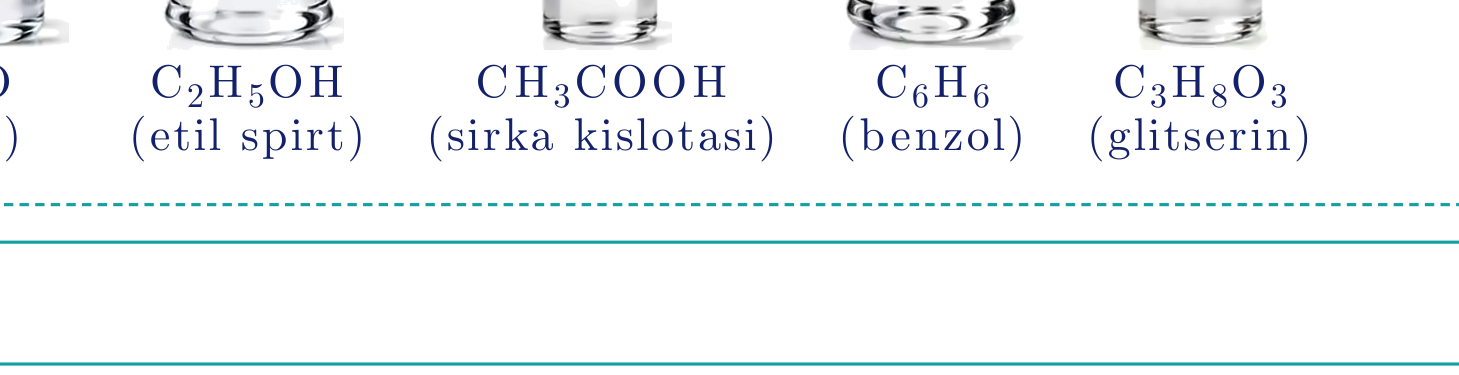 C₂H₅OH CH₃COOH C₆H₆ C₃H₈O₃
) (etil spirt) (sirka kislotasi) (benzol) (glitserin)